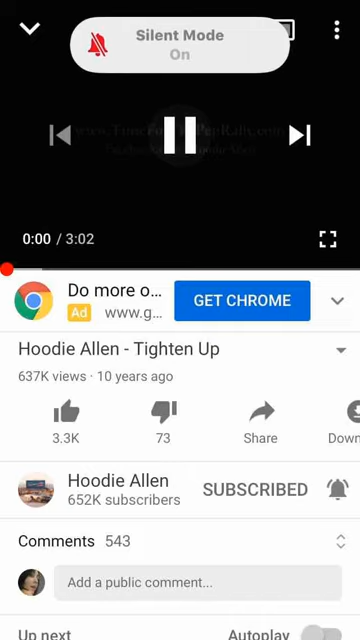 Silent Mode
On
0:00 / 3:02
Do more o...
GET CHROME
Ad www.g...
Hoodie Allen - Tighten Up
637K views · 10 years ago
3.3K
73
Share
Down
Hoodie Allen
652K subscribers
SUBSCRIBED
Comments 543
Add a public comment...
Up next
Autoplay